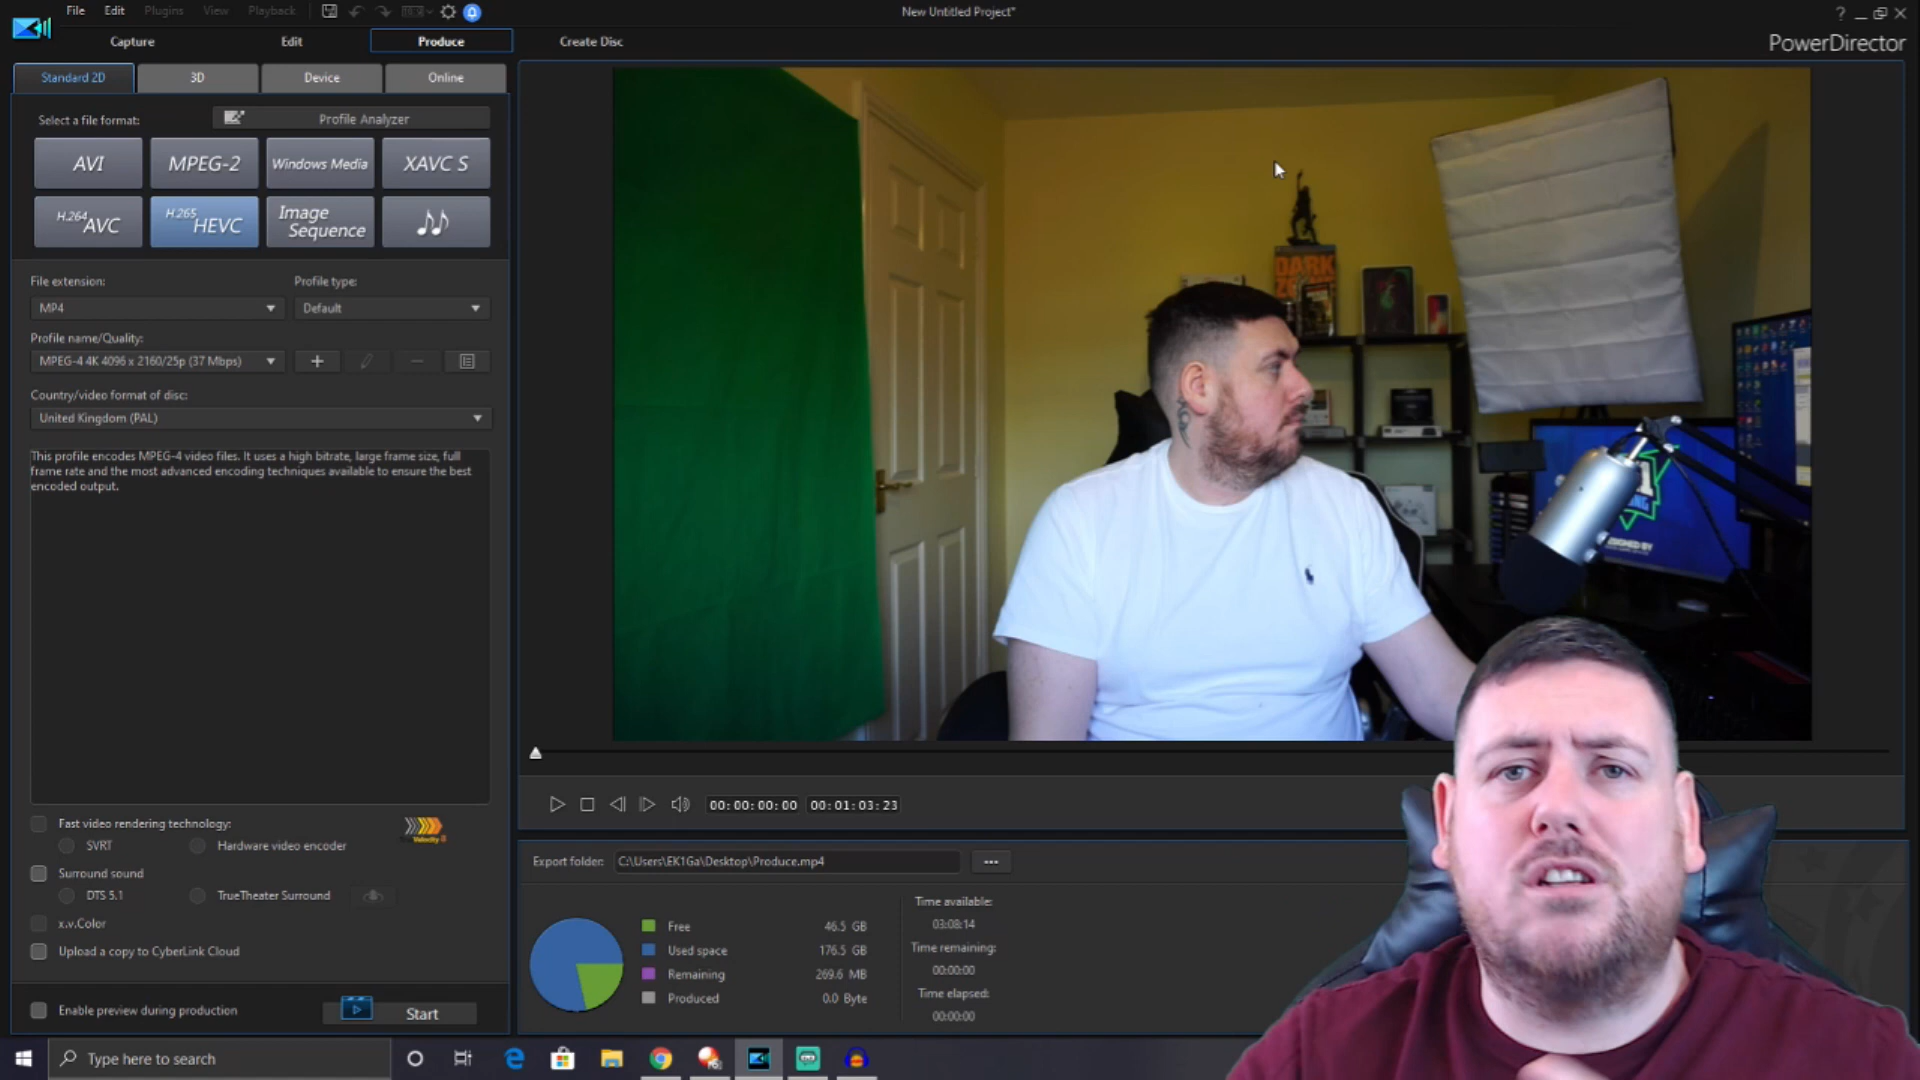 File Edit Plugins View Playback
New Untitled Project*
PowerDirector
Capture Edit Produce Create Disc
Standard 2D 3D Device Online
Select a file format: Profile Analyzer
AVI MPEG-2 Windows Media XAVC S
H.264 AVC H.265 HEVC Image Sequence
File extension: Profile type:
MP4 Default
Profile name/Quality:
MPEG-4 4K 4096 x 2160/25p (37 Mbps)
Country/video format of disc:
United Kingdom (PAL)
This profile encodes MPEG-4 video files. It uses a high bitrate, large frame size, full
frame rate and the most advanced encoding techniques available to ensure the best
encoded output.
Fast video rendering technology:
SVRT Hardware video encoder
Surround sound
DTS 5.1 TrueTheater Surround
x.v.Color
Upload a copy to CyberLink Cloud
Enable preview during production Start
DARK
00:00:00:00 00:01:03:23
Export folder: C:\Users\EK1Ga\Desktop\Produce.mp4
Free 46.5 GB
Used space 176.5 GB
Remaining 269.6 MB
Produced 0.0 Byte
Time available:
03:08:14
Time remaining:
00:00:00
Time elapsed:
00:00:00
Type here to search